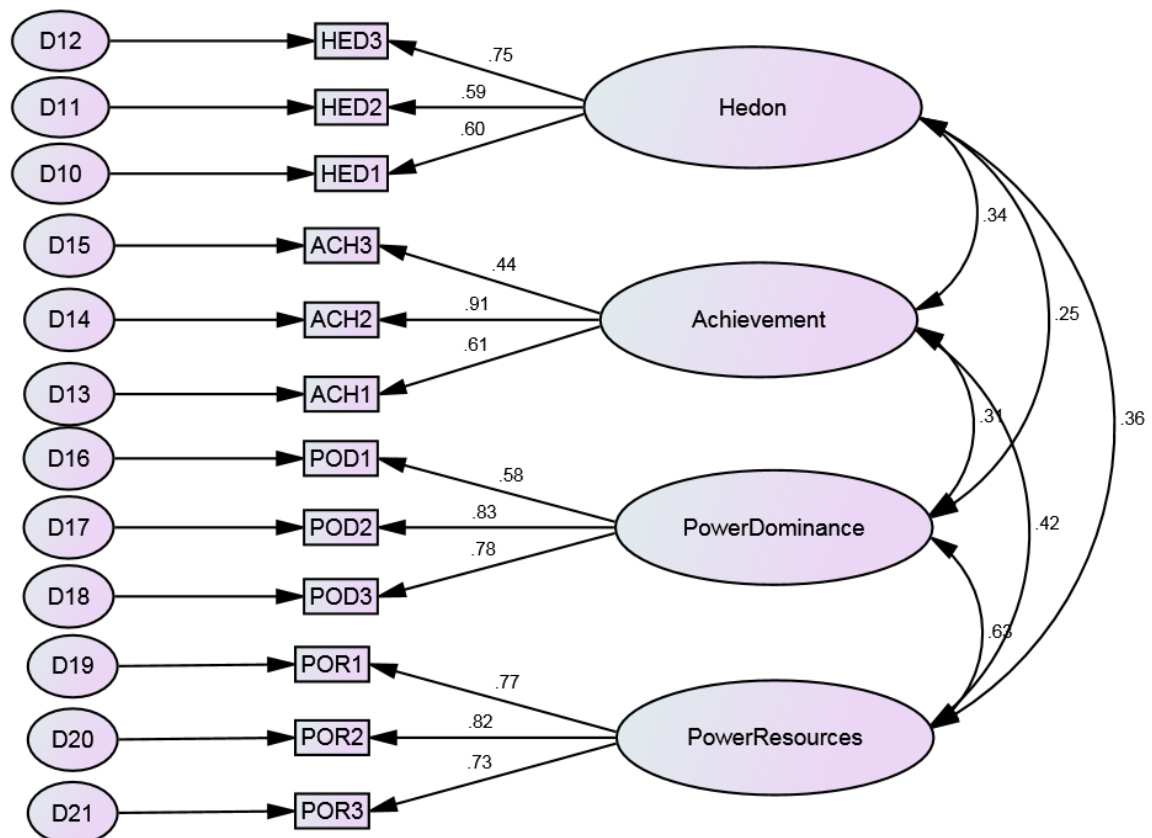 D12
HED3
.75
D11
HED2
.59
Hedon
D10
HED1
.60
D15
ACH3
.44
.34
D14
ACH2
.91
Achievement
.25
D13
ACH1
.61
.31
.36
D16
POD1
.58
D17
POD2
.83
PowerDominance
.42
D18
POD3
.78
.63
D19
POR1
.77
D20
POR2
.82
PowerResources
D21
POR3
.73